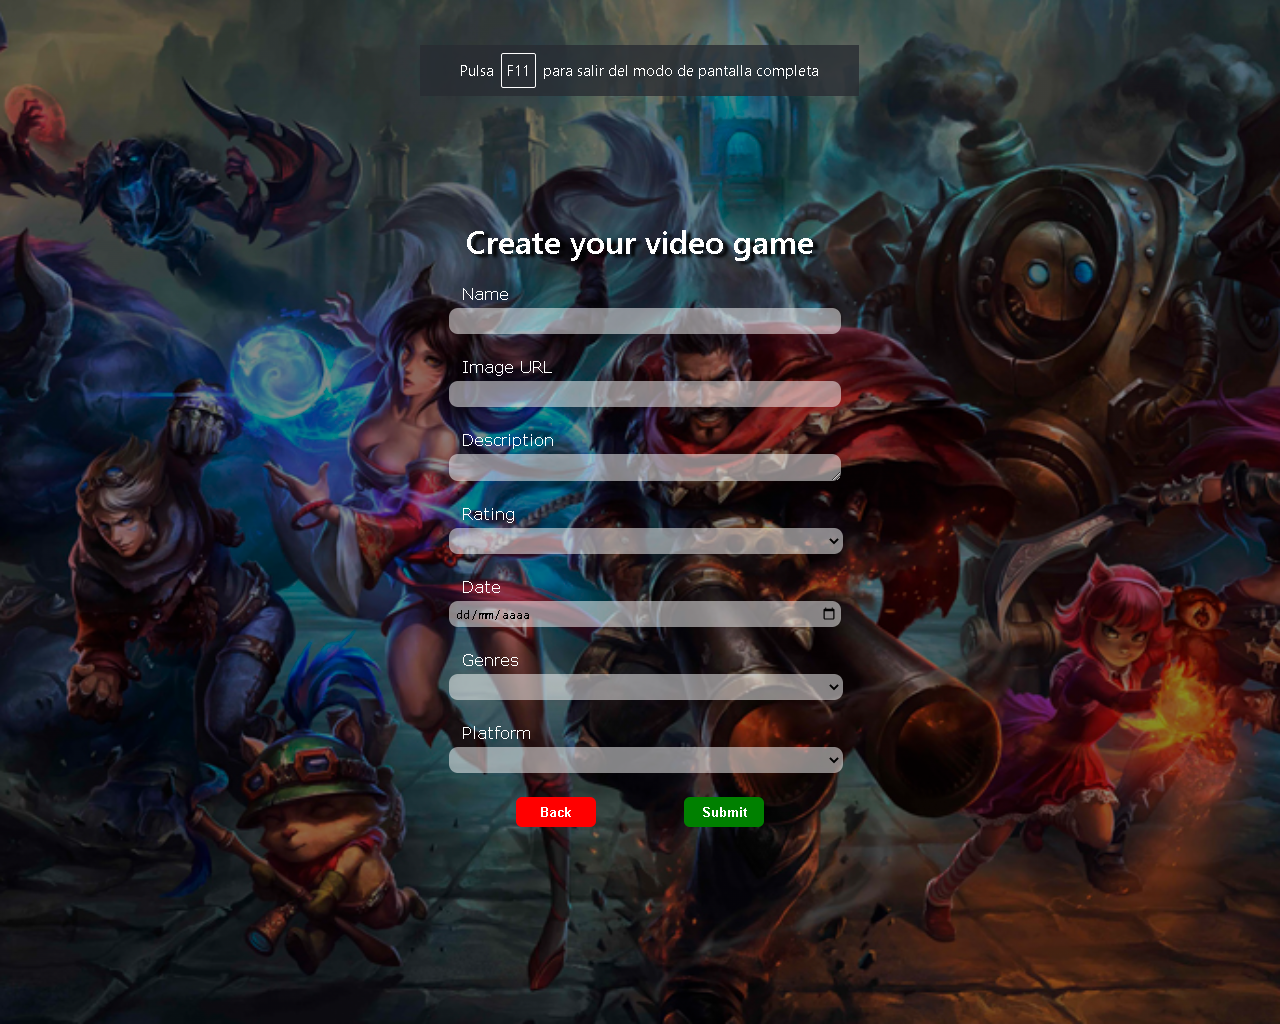 Pulsa F11 para salir del modo de pantalla completa
Create your video game
Name
Image URL
Description
Rating
Date
dd/mm/aaaa
Genres
Platform
Back Submit